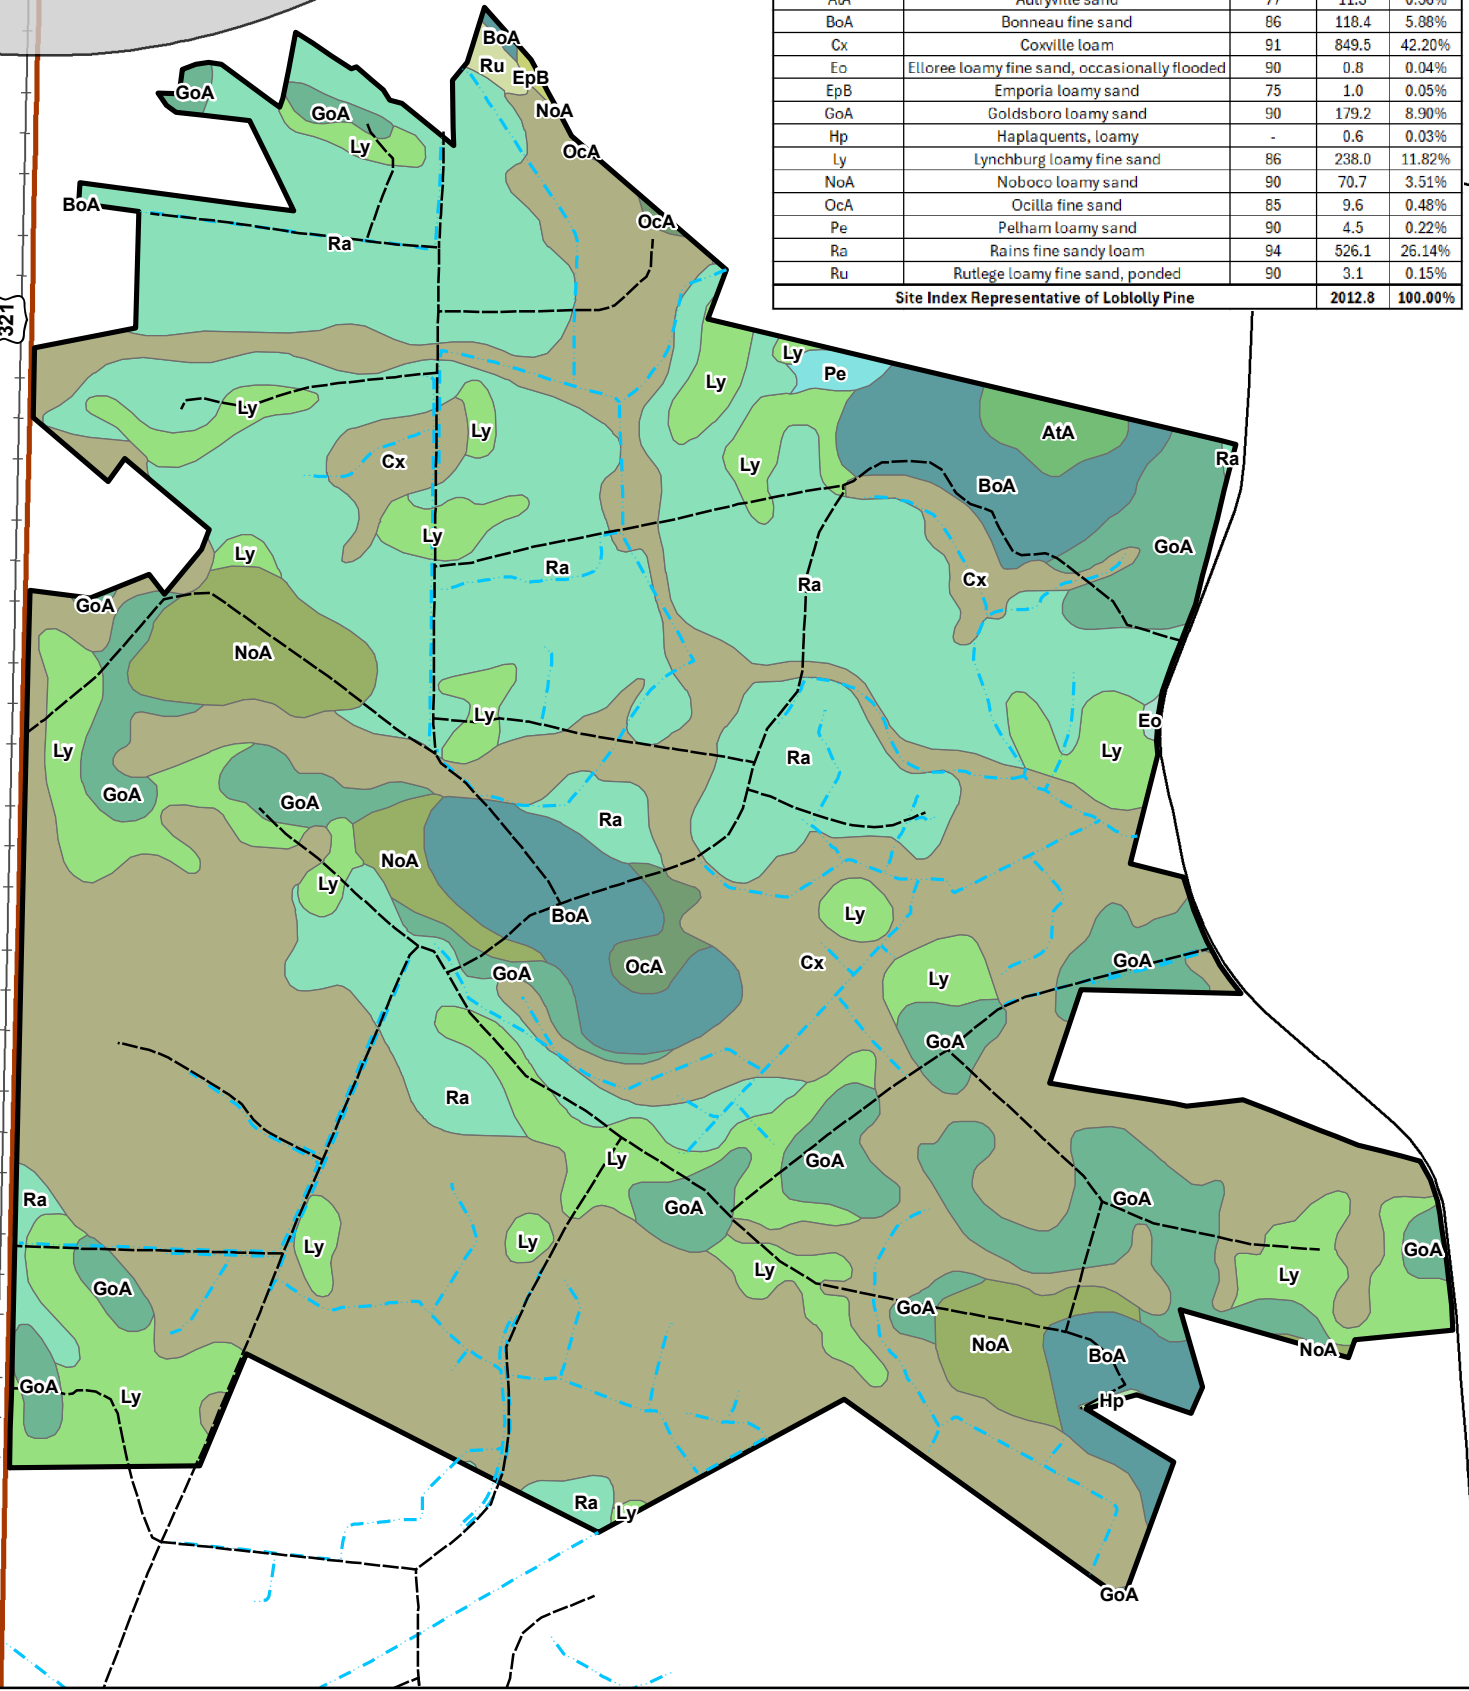 AtA Autryville sand 77 11.3 0.56%
BoA Bonneau fine sand 86 118.4 5.88%
Cx Coxville loam 91 849.5 42.20%
Eo Elloree loamy fine sand, occasionally flooded 90 0.8 0.04%
EpB Emporia loamy sand 75 1.0 0.05%
GoA Goldsboro loamy sand 90 179.2 8.90%
Hp Haplaquents, loamy - 0.6 0.03%
Ly Lynchburg loamy fine sand 86 238.0 11.82%
NoA Noboco loamy sand 90 70.7 3.51%
OcA Ocilla fine sand 85 9.6 0.48%
Pe Pelham loamy sand 90 4.5 0.22%
Ra Rains fine sandy loam 94 526.1 26.14%
Ru Rutlege loamy fine sand, ponded 90 3.1 0.15%
Site Index Representative of Loblolly Pine 2012.8 100.00%
BoA
Ru
EpB
GoA
NoA
GoA
Ly
OcA
BoA
OcA
Ra
321
Ly
Pe
Ly
Ly
Ly
AtA
Ra
Cx
Ly
BoA
Ly
GoA
Ly
Ra
Cx
Ra
GoA
NoA
Ly
Eo
Ly
Ly
Ra
GoA
GoA
Ra
NoA
Ly
Ly
BoA
Cx
GoA
OcA
GoA
Ly
GoA
Ra
Ly
GoA
Ra
GoA
GoA
Ly
Ly
GoA
Ly
Ly
GoA
GoA
NoA
NoA
BoA
GoA
Ly
Hp
Ra
Ly
GoA